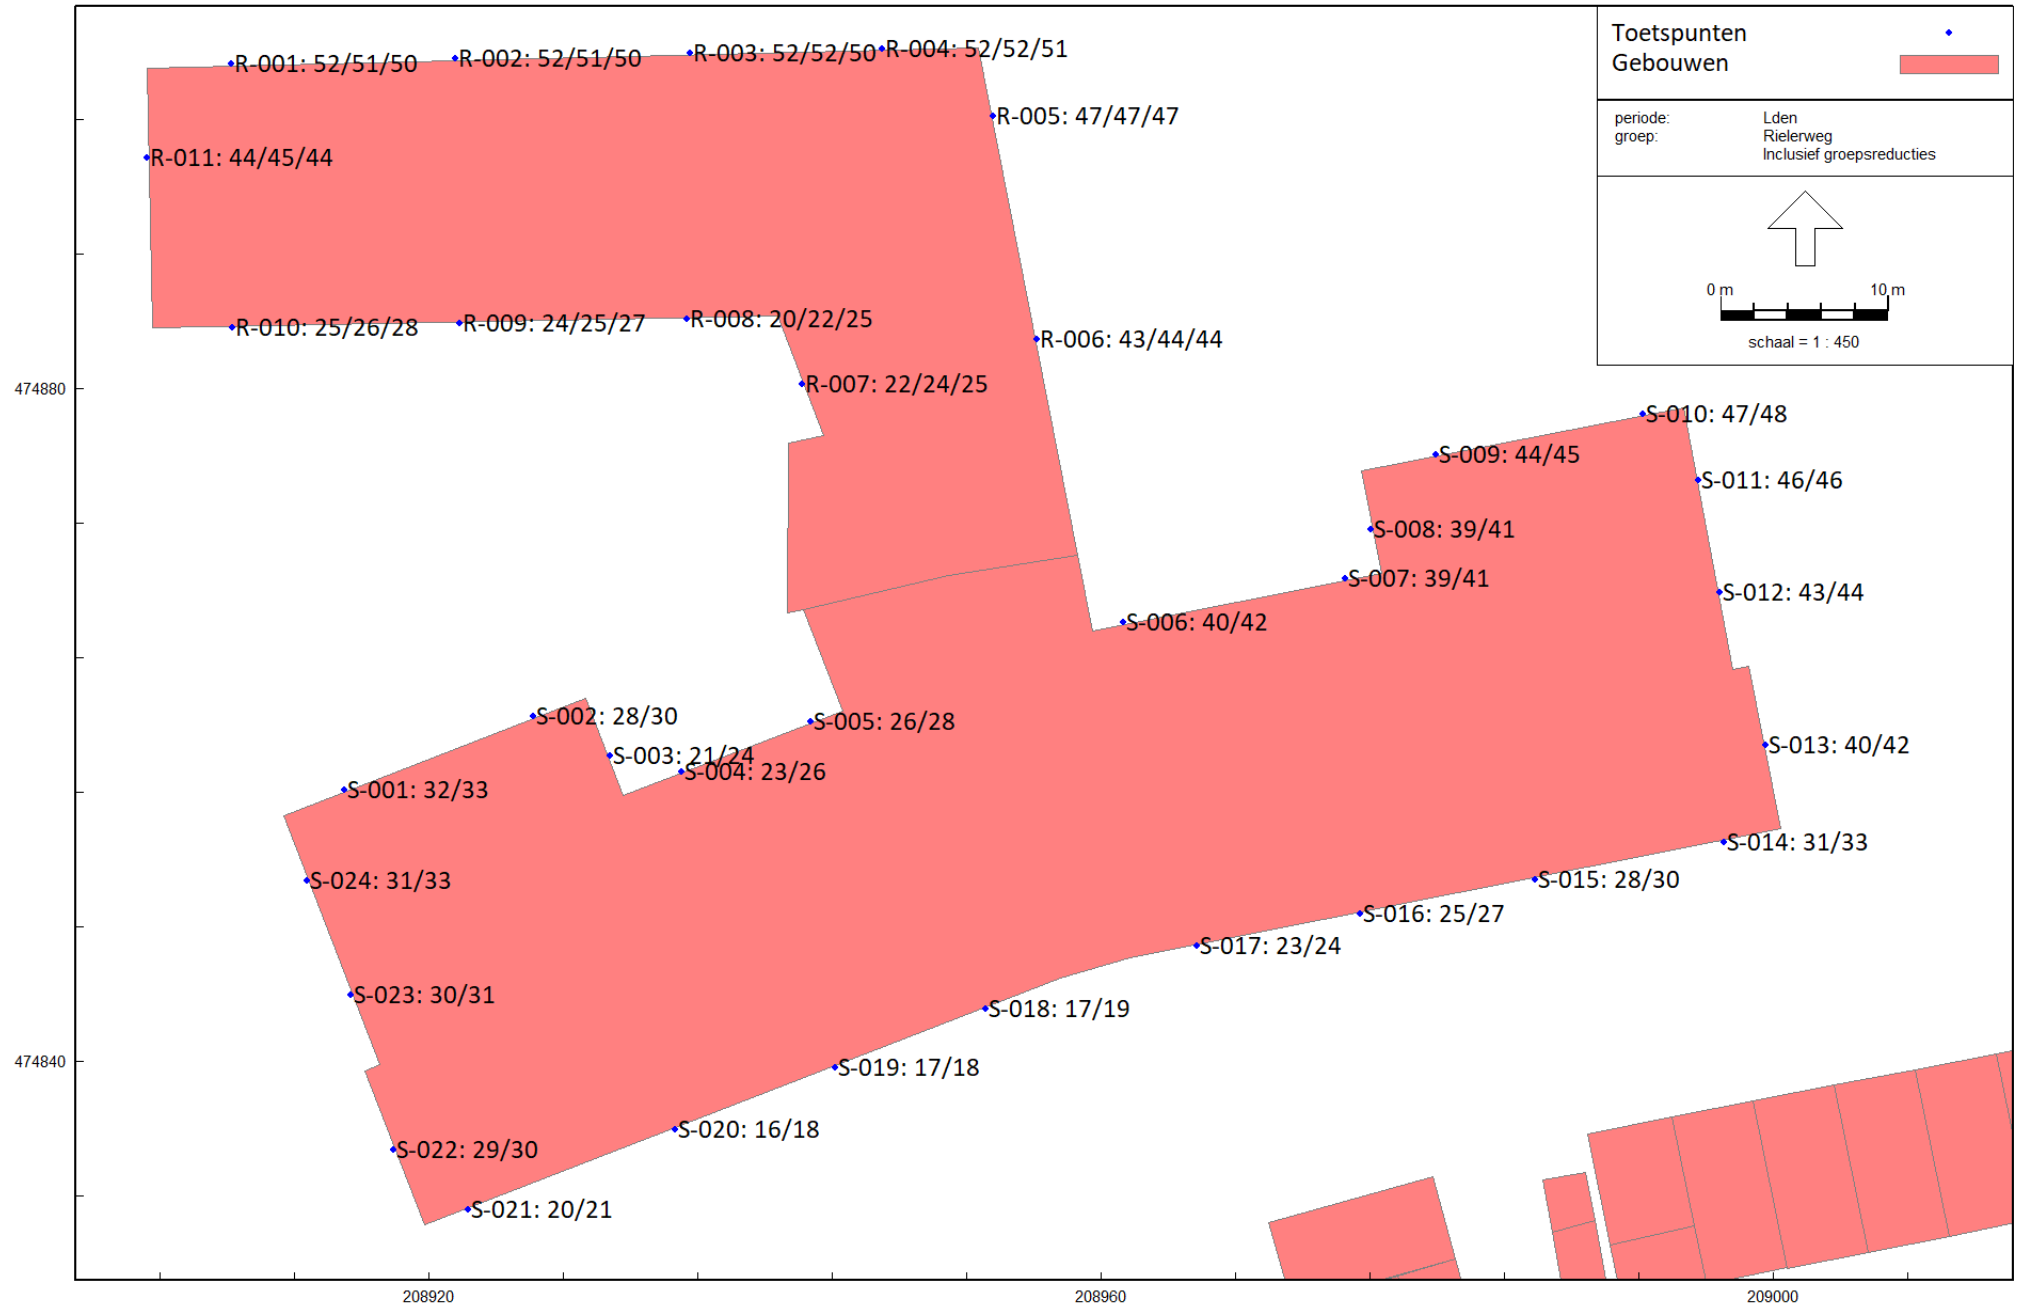 Toetspunten
Gebouwen
periode: Lden
groep: Rielerweg
Inclusief groepsreducties
0 m 10 m
schaal = 1 : 450
R-001: 52/51/50
R-002: 52/51/50
R-003: 52/52/50
R-004: 52/52/51
R-005: 47/47/47
R-011: 44/45/44
R-010: 25/26/28
R-009: 24/25/27
R-008: 20/22/25
R-006: 43/44/44
R-007: 22/24/25
474880
S-010: 47/48
S-009: 44/45
S-011: 46/46
S-008: 39/41
S-007: 39/41
S-012: 43/44
S-006: 40/42
S-002: 28/30
S-005: 26/28
S-003: 21/24
S-004: 23/26
S-013: 40/42
S-001: 32/33
S-014: 31/33
S-024: 31/33
S-015: 28/30
S-016: 25/27
S-017: 23/24
S-023: 30/31
S-018: 17/19
474840
S-019: 17/18
S-020: 16/18
S-022: 29/30
S-021: 20/21
208920 208960 209000